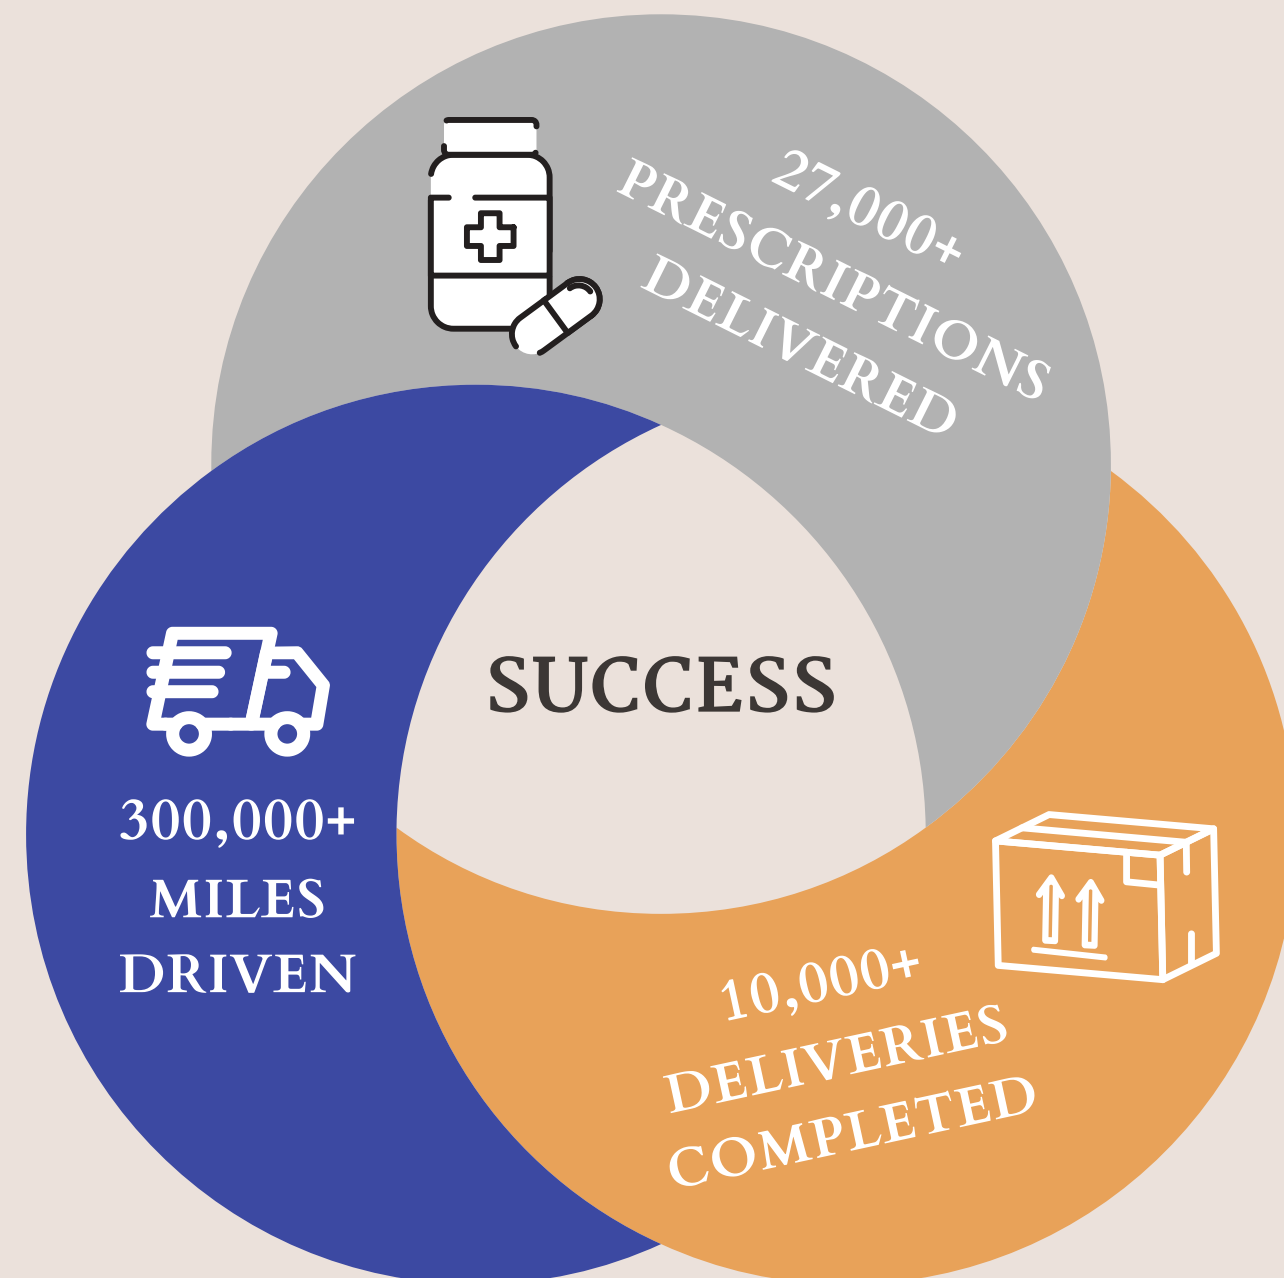 27,000+
PRESCRIPTIONS
DELIVERED
SUCCESS
300,000+
MILES
DRIVEN
10,000+
DELIVERIES
COMPLETED